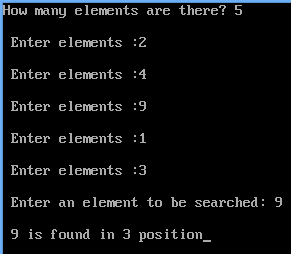 How many elements are there? 5
Enter elements :2
Enter elements :4
Enter elements :9
Enter elements :1
Enter elements :3
Enter an element to be searched: 9
9 is found in 3 position_